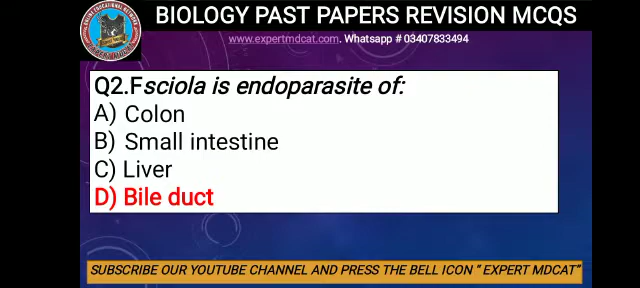 BIOLOGY PAST PAPERS REVISION MCQS
www.expertmdcat.com. Whatsapp # 03407833494
Q2.Fsciola is endoparasite of:
A) Colon
B) Small intestine
C) Liver
D) Bile duct
SUBSCRIBE OUR YOUTUBE CHANNEL AND PRESS THE BELL ICON " EXPERT MDCAT"